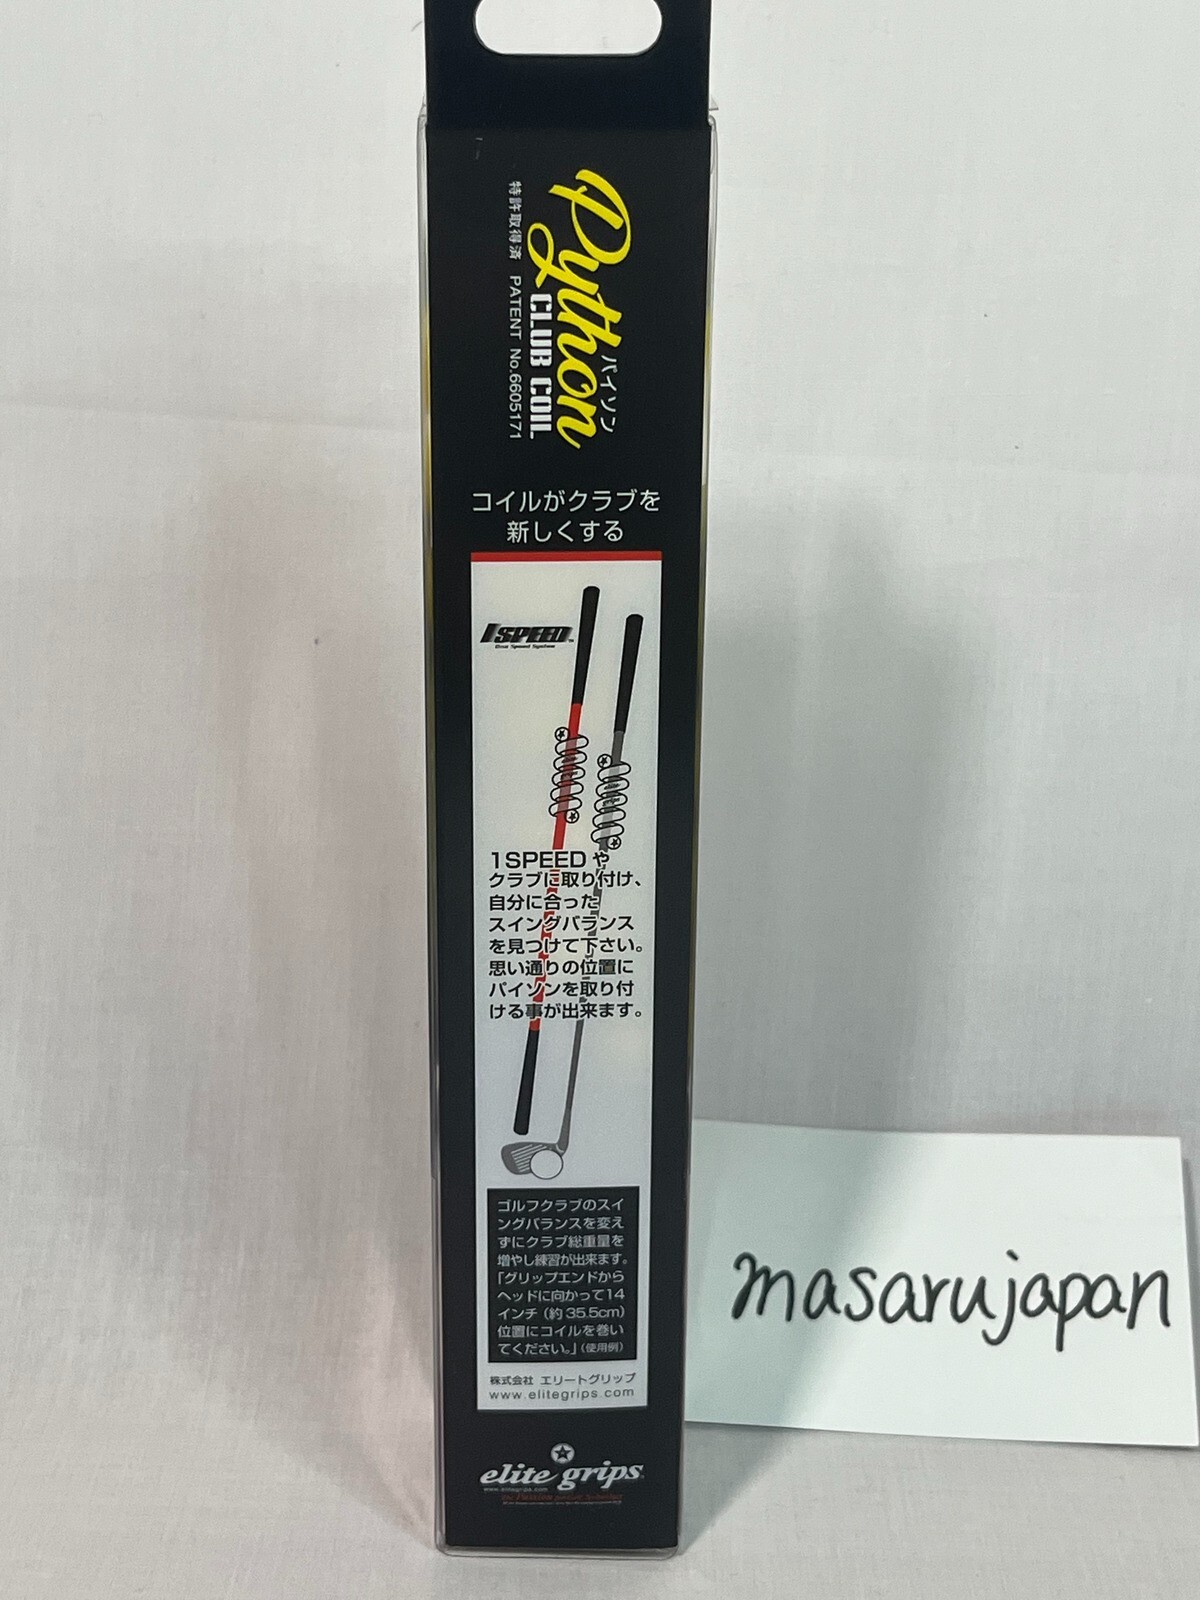 Python
パイソン
CLUB COIL
特許取得済 PATENT No.6605171
コイルがクラブを
新しくする
1SPEED
One Speed System
1SPEED や
クラブに取り付け、
自分に合った
スイングバランス
を見つけて下さい。
思い通りの位置に
パイソンを取り付
ける事が出来ます。
ゴルフクラブのスイ
ングバランスを変え
ずにクラブ総重量を
増やし練習が出来ます。
「グリップエンドから
ヘッドに向かって14
インチ（約 35.5cm）
位置にコイルを巻い
てください。」（使用例）
株式会社 エリートグリップ
www.elitegrips.com
elite grips
www.elitegrips.com
masarujapan